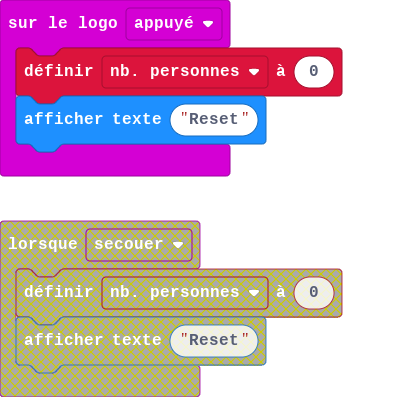 sur le logo appuyé
définir nb. personnes à 0
afficher texte "Reset"
lorsque secouer
définir nb. personnes à 0
afficher texte "Reset"